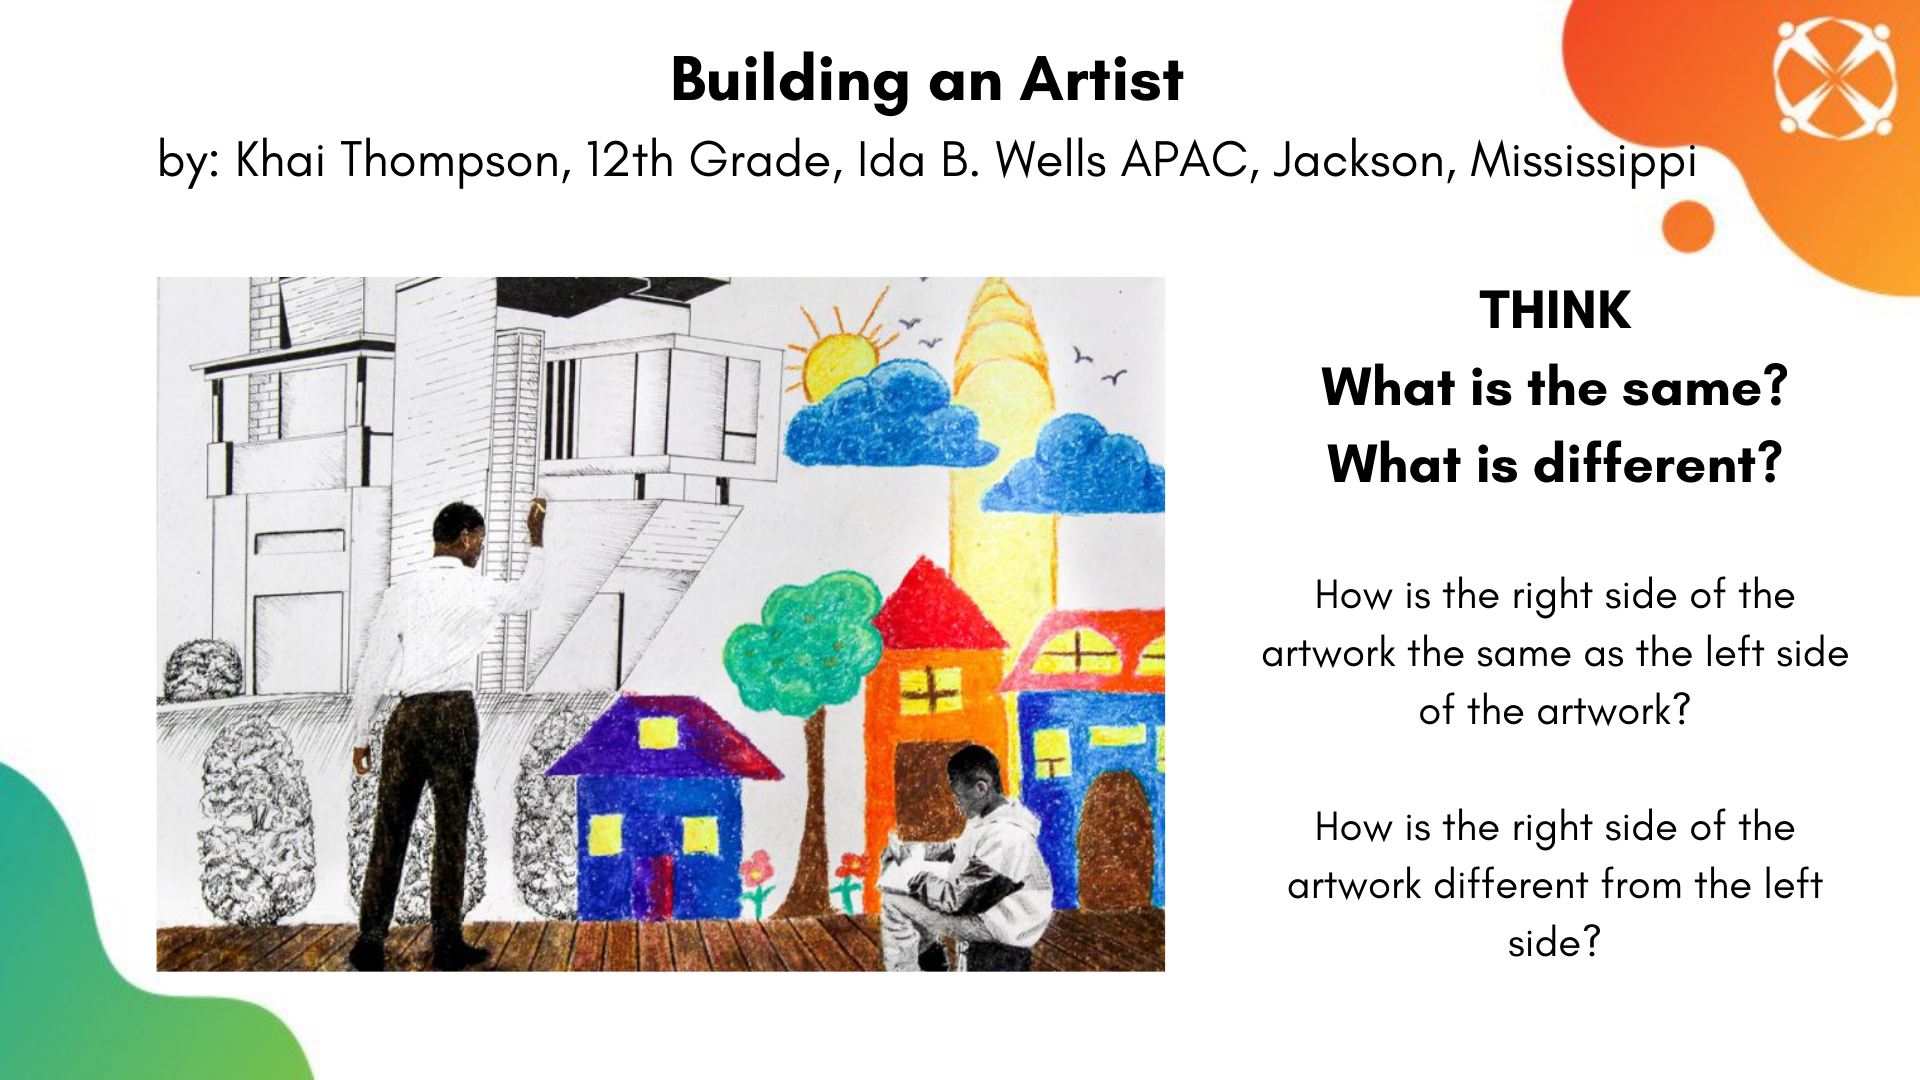 Building an Artist
by: Khai Thompson, 12th Grade, Ida B. Wells APAC, Jackson, Mississippi
THINK
What is the same?
What is different?
How is the right side of the
artwork the same as the left side
of the artwork?
How is the right side of the
artwork different from the left
side?